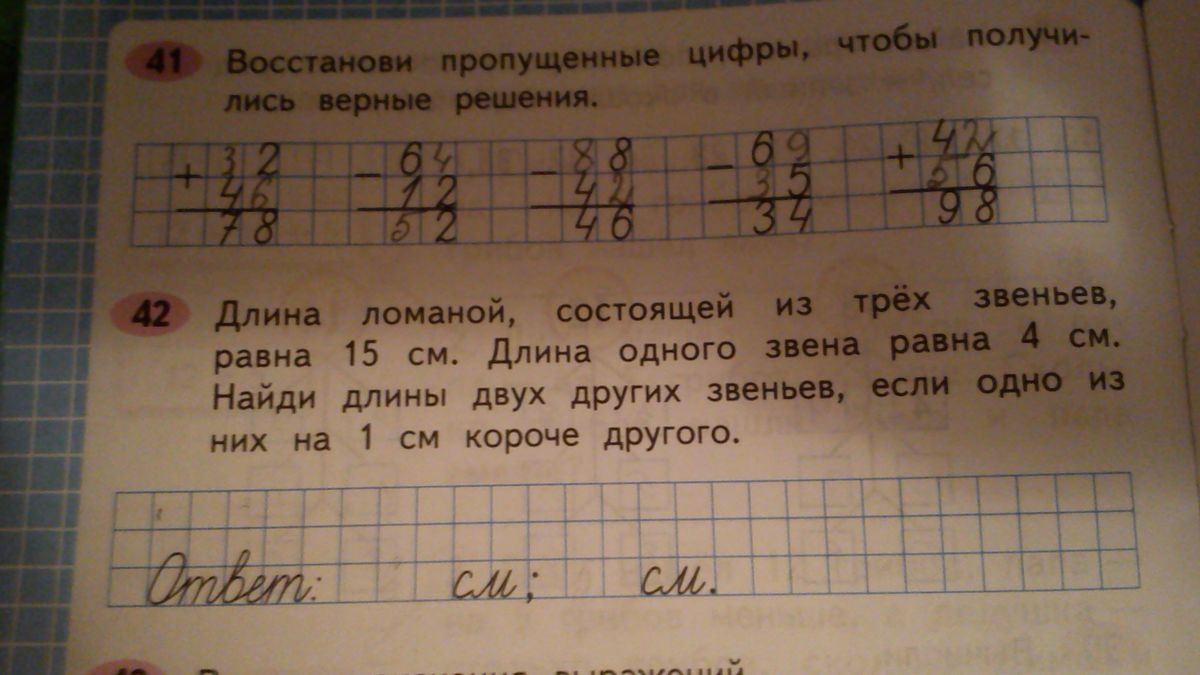 41 Восстанови пропущенные цифры, чтобы получи-
лись верные решения.
+ 32 − 64 − 88 − 69 + 42
46 12 42 35 56
78 52 46 34 98
42 Длина ломаной, состоящей из трёх звеньев,
равна 15 см. Длина одного звена равна 4 см.
Найди длины двух других звеньев, если одно из
них на 1 см короче другого.
Ответ: см; см.
выражений